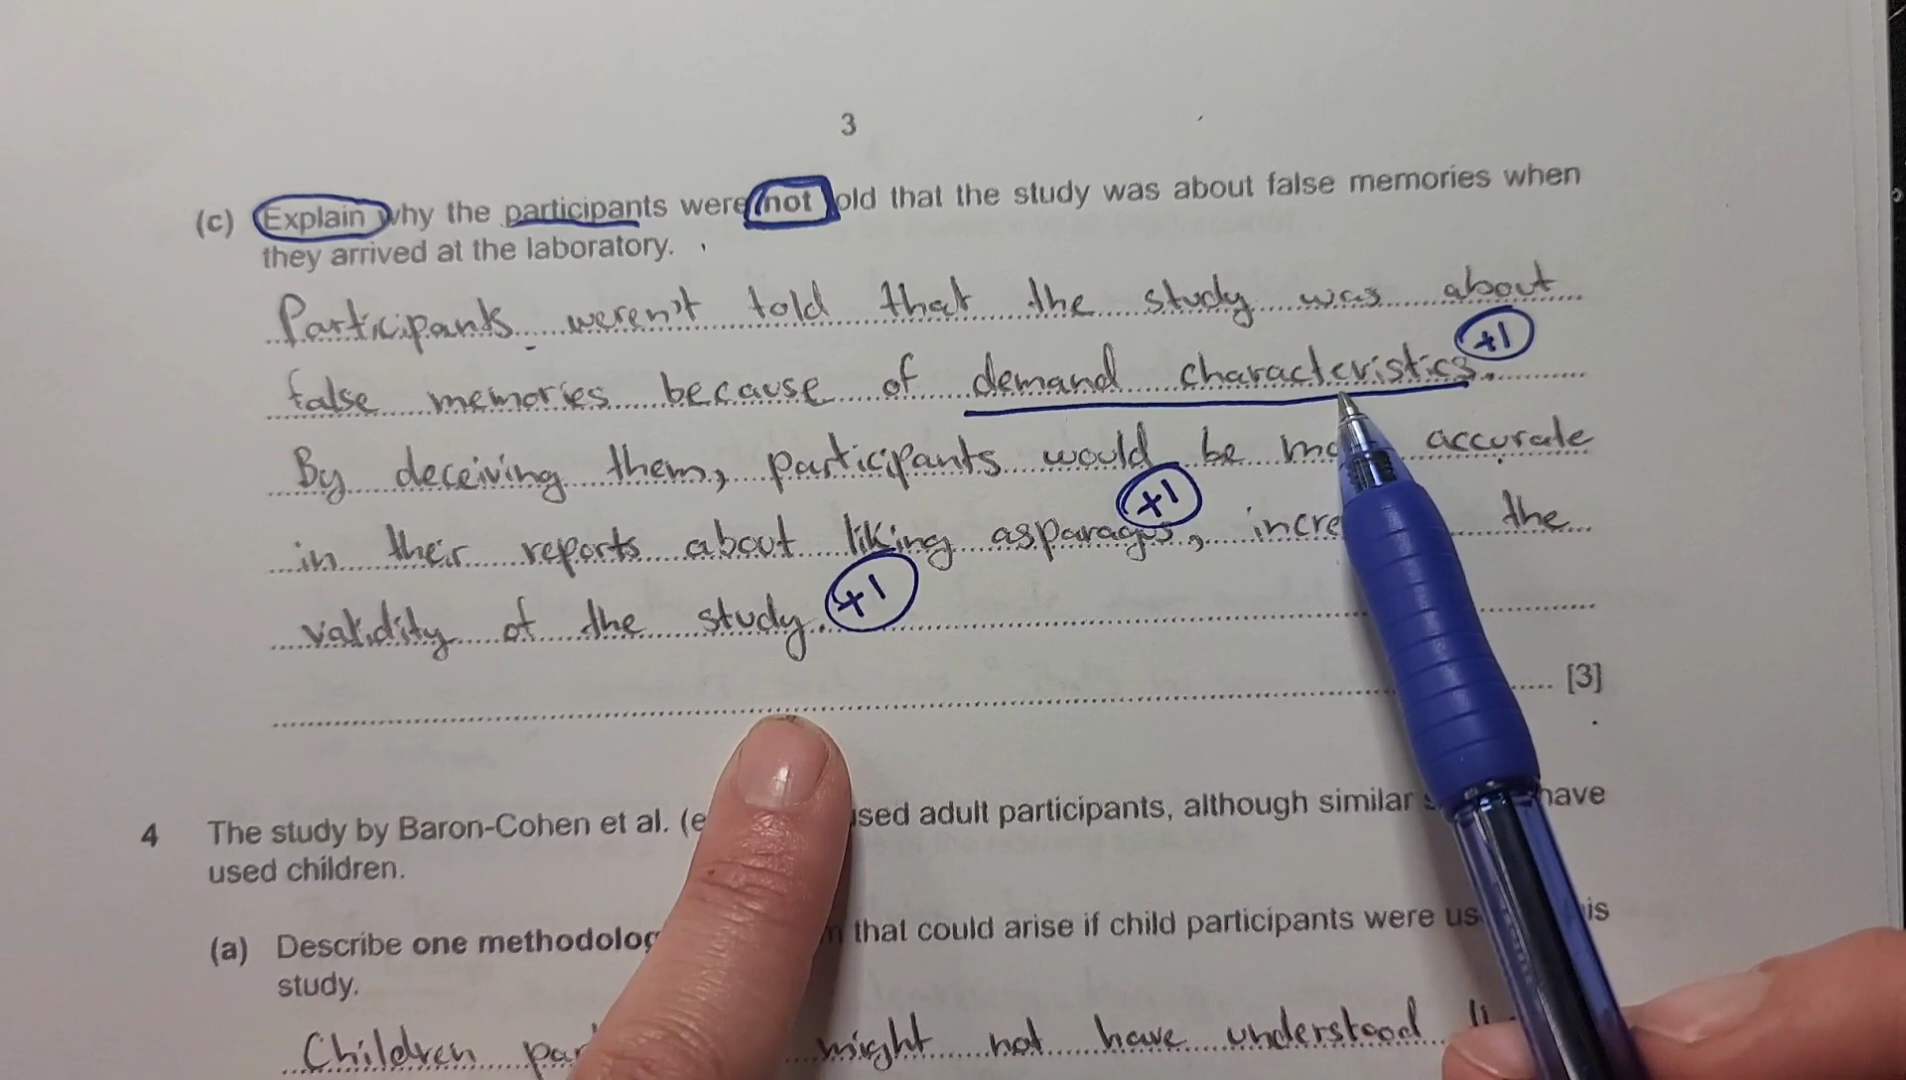 3
(c) Explain why the participants were not old that the study was about false memories when
they arrived at the laboratory.
Participants weren't told that the study was about
+1
false memories because of demand characteristics.
By deceiving them, participants would be accurate
+1
in their reports about liking asparagus, the
+1
validity of the study.
[3]
4 The study by Baron-Cohen et al. used adult participants, although similar have
used children.
(a) Describe one that could arise if child participants were
study.
Children might not have understood